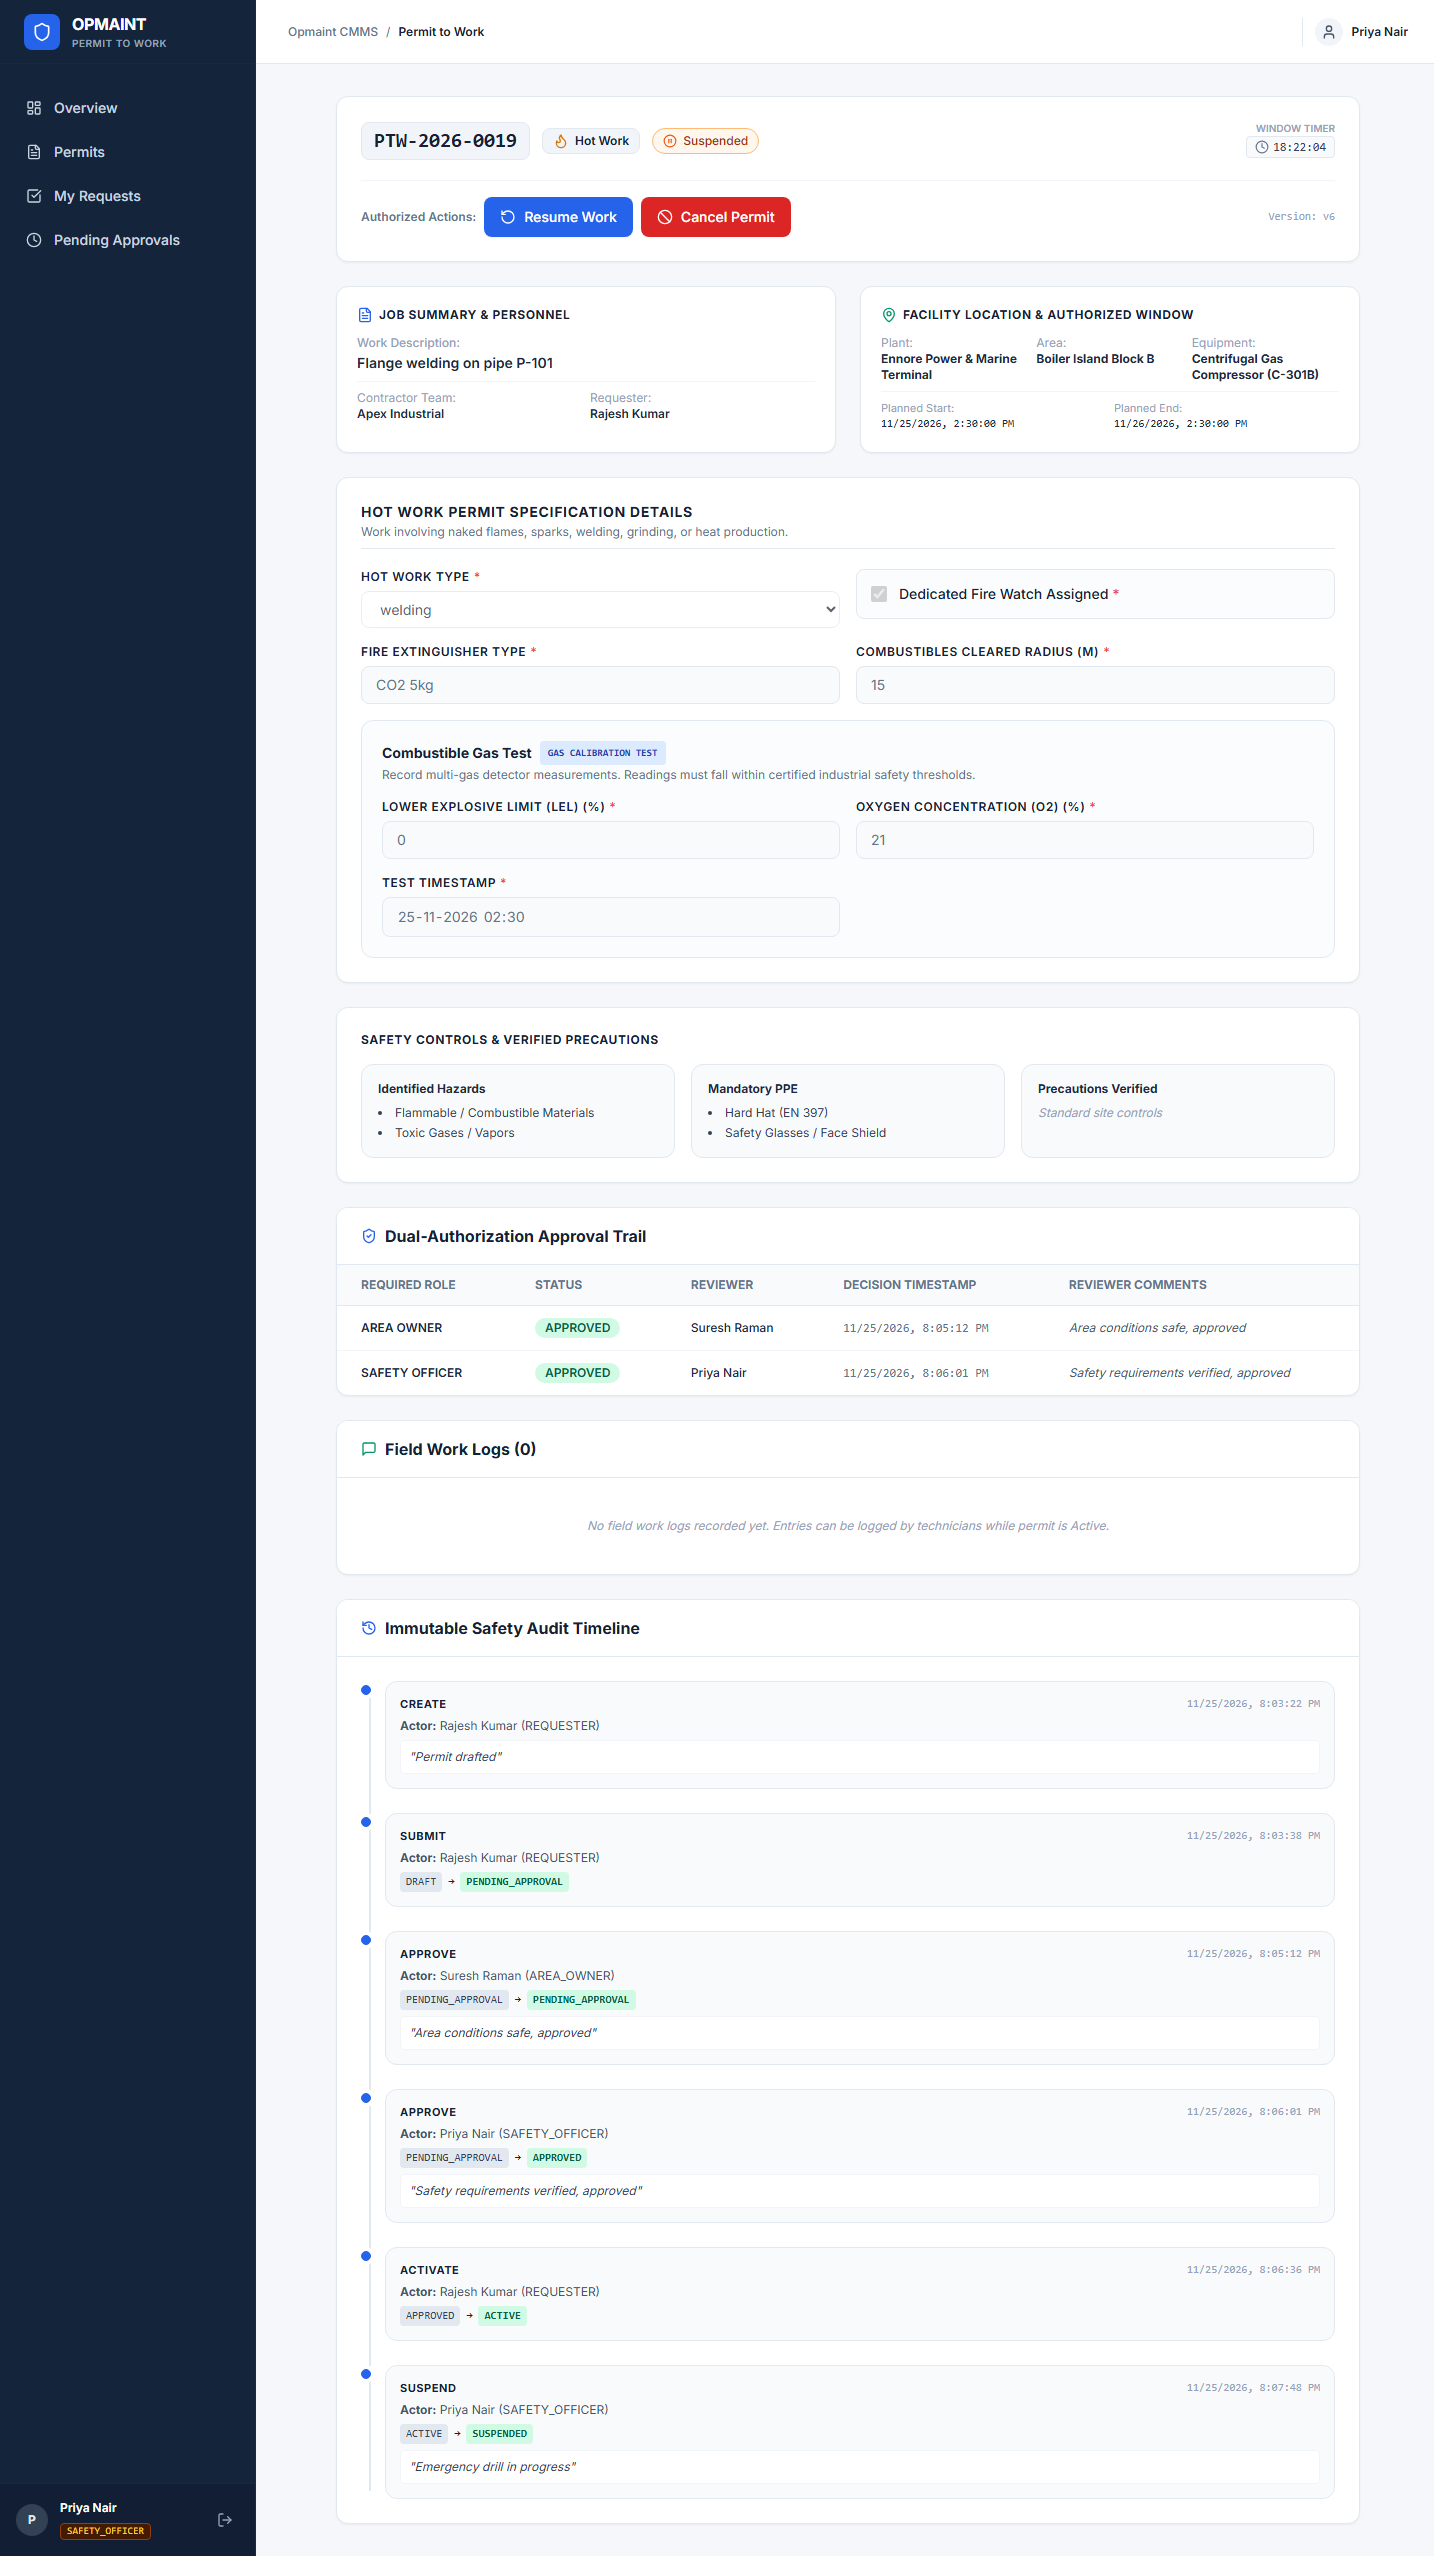 OPMAINT
PERMIT TO WORK
Overview
Permits
My Requests
Pending Approvals
Opmaint CMMS / Permit to Work
Priya Nair
PTW-2026-0019
Hot Work
Suspended
WINDOW TIMER
18:22:04
Authorized Actions:
Resume Work
Cancel Permit
Version: v6
JOB SUMMARY & PERSONNEL
Work Description:
Flange welding on pipe P-101
Contractor Team:
Apex Industrial
Requester:
Rajesh Kumar
FACILITY LOCATION & AUTHORIZED WINDOW
Plant:
Ennore Power & Marine
Terminal
Area:
Boiler Island Block B
Equipment:
Centrifugal Gas
Compressor (C-301B)
Planned Start:
11/25/2026, 2:30:00 PM
Planned End:
11/26/2026, 2:30:00 PM
HOT WORK PERMIT SPECIFICATION DETAILS
Work involving naked flames, sparks, welding, grinding, or heat production.
HOT WORK TYPE *
welding
Dedicated Fire Watch Assigned *
FIRE EXTINGUISHER TYPE *
CO2 5kg
COMBUSTIBLES CLEARED RADIUS (M) *
15
Combustible Gas Test
GAS CALIBRATION TEST
Record multi-gas detector measurements. Readings must fall within certified industrial safety thresholds.
LOWER EXPLOSIVE LIMIT (LEL) (%) *
0
OXYGEN CONCENTRATION (O2) (%) *
21
TEST TIMESTAMP *
25-11-2026 02:30
SAFETY CONTROLS & VERIFIED PRECAUTIONS
Identified Hazards
• Flammable / Combustible Materials
• Toxic Gases / Vapors
Mandatory PPE
• Hard Hat (EN 397)
• Safety Glasses / Face Shield
Precautions Verified
Standard site controls
Dual-Authorization Approval Trail
REQUIRED ROLE STATUS REVIEWER DECISION TIMESTAMP REVIEWER COMMENTS
AREA OWNER APPROVED Suresh Raman 11/25/2026, 8:05:12 PM Area conditions safe, approved
SAFETY OFFICER APPROVED Priya Nair 11/25/2026, 8:06:01 PM Safety requirements verified, approved
Field Work Logs (0)
No field work logs recorded yet. Entries can be logged by technicians while permit is Active.
Immutable Safety Audit Timeline
CREATE 11/25/2026, 8:03:22 PM
Actor: Rajesh Kumar (REQUESTER)
"Permit drafted"
SUBMIT 11/25/2026, 8:03:38 PM
Actor: Rajesh Kumar (REQUESTER)
DRAFT → PENDING_APPROVAL
APPROVE 11/25/2026, 8:05:12 PM
Actor: Suresh Raman (AREA_OWNER)
PENDING_APPROVAL → PENDING_APPROVAL
"Area conditions safe, approved"
APPROVE 11/25/2026, 8:06:01 PM
Actor: Priya Nair (SAFETY_OFFICER)
PENDING_APPROVAL → APPROVED
"Safety requirements verified, approved"
ACTIVATE 11/25/2026, 8:06:36 PM
Actor: Rajesh Kumar (REQUESTER)
APPROVED → ACTIVE
SUSPEND 11/25/2026, 8:07:48 PM
Actor: Priya Nair (SAFETY_OFFICER)
ACTIVE → SUSPENDED
"Emergency drill in progress"
P
Priya Nair
SAFETY_OFFICER